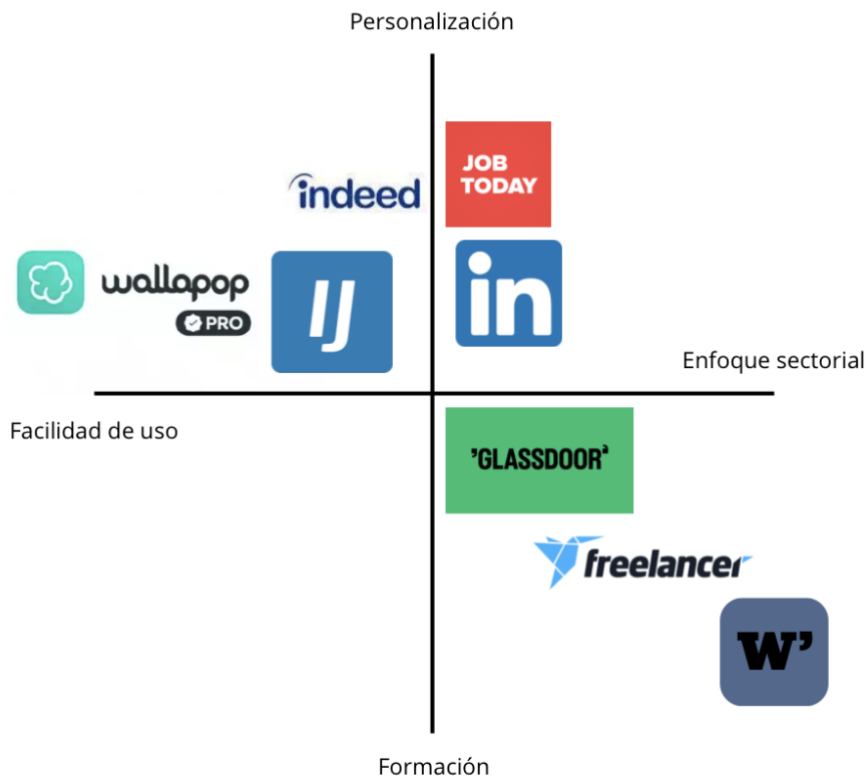 Personalización
JOB
TODAY
indeed
wallapop
PRO
IJ
in
Enfoque sectorial
Facilidad de uso
'GLASSDOOR'
freelancer
W'
Formación